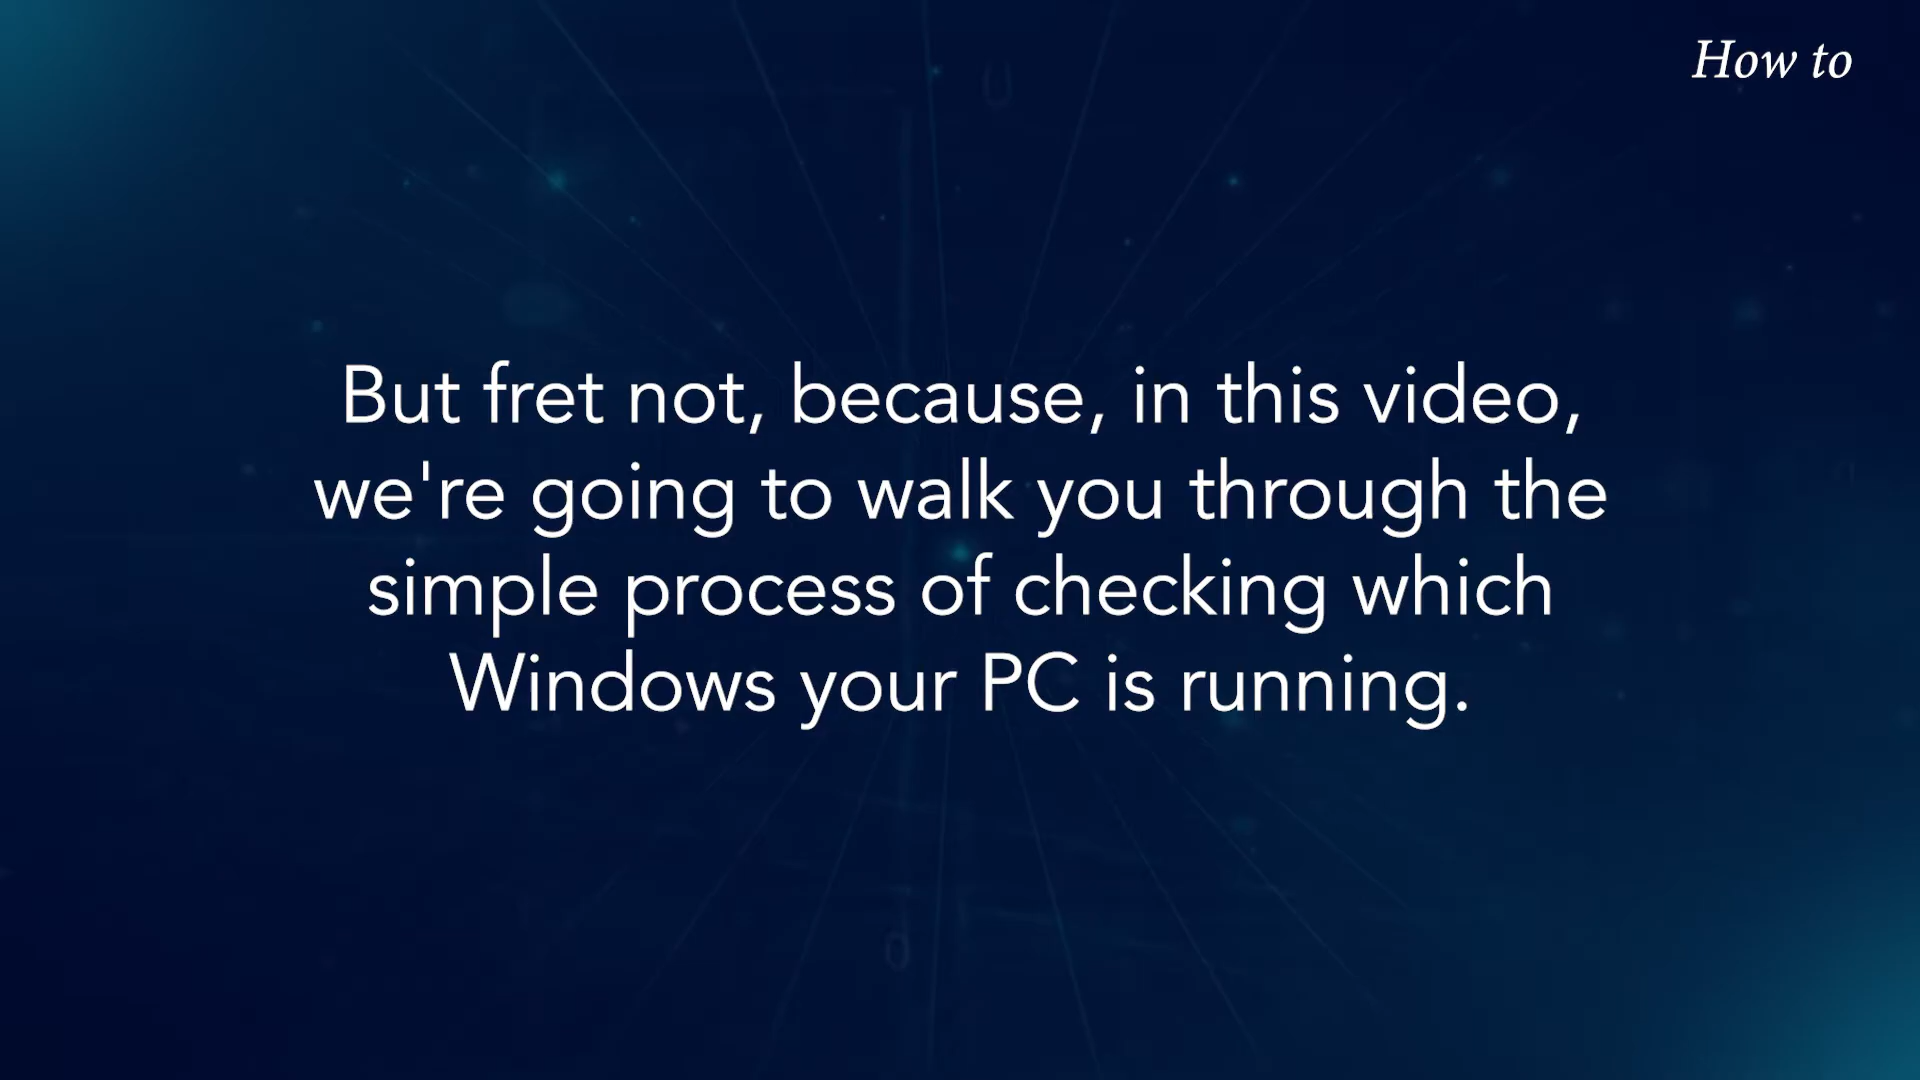 How to
But fret not, because, in this video,
we're going to walk you through the
simple process of checking which
Windows your PC is running.